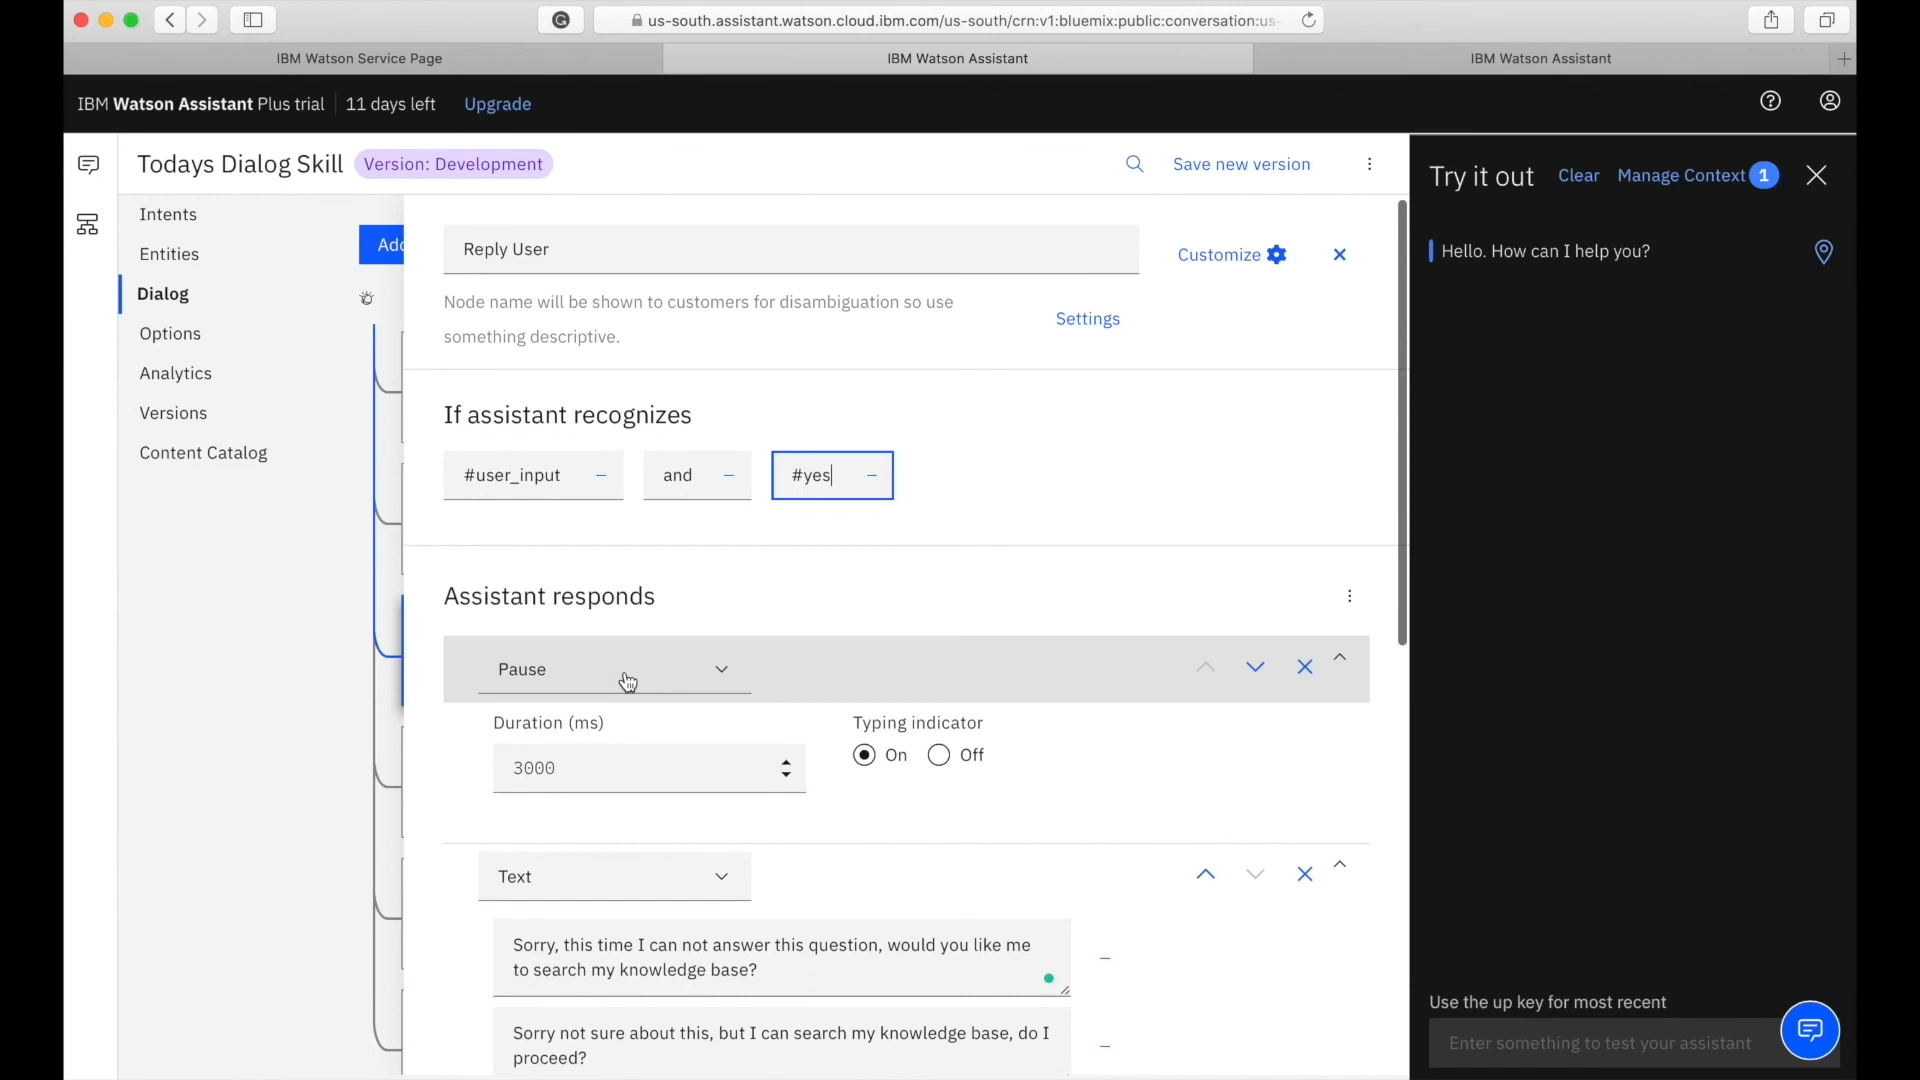 us-south.assistant.watson.cloud.ibm.com/us-south/crn:v1:bluemix:public:conversation:us-
IBM Watson Service Page
IBM Watson Assistant
IBM Watson Assistant
IBM Watson Assistant Plus trial
11 days left
Upgrade
Todays Dialog Skill
Version: Development
Save new version
Intents
Entities
Dialog
Options
Analytics
Versions
Content Catalog
Add
Reply User
Customize
Node name will be shown to customers for disambiguation so use
something descriptive.
Settings
If assistant recognizes
#user_input
and
#yes
Assistant responds
Pause
Duration (ms)
3000
Typing indicator
On
Off
Text
Sorry, this time I can not answer this question, would you like me
to search my knowledge base?
Sorry not sure about this, but I can search my knowledge base, do I
proceed?
Try it out
Clear
Manage Context 1
Hello. How can I help you?
Use the up key for most recent
Enter something to test your assistant